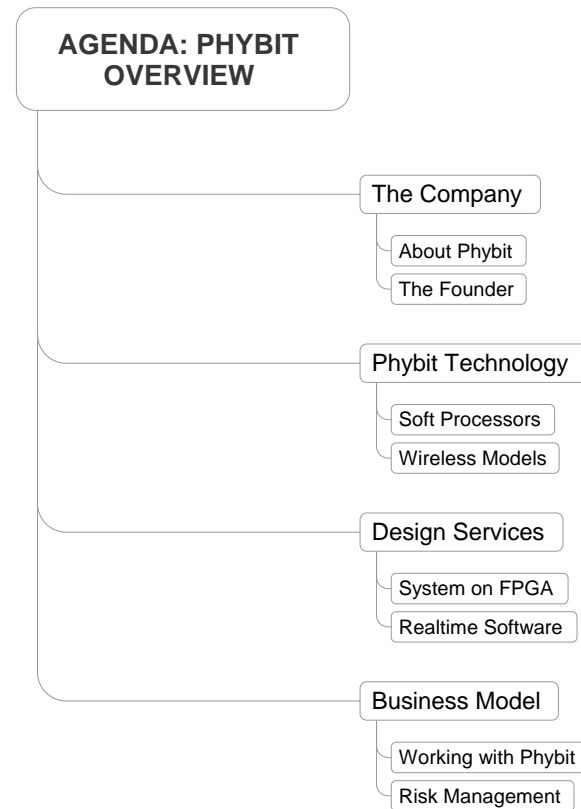 AGENDA: PHYBIT
OVERVIEW
The Company
About Phybit
The Founder
Phybit Technology
Soft Processors
Wireless Models
Design Services
System on FPGA
Realtime Software
Business Model
Working with Phybit
Risk Management